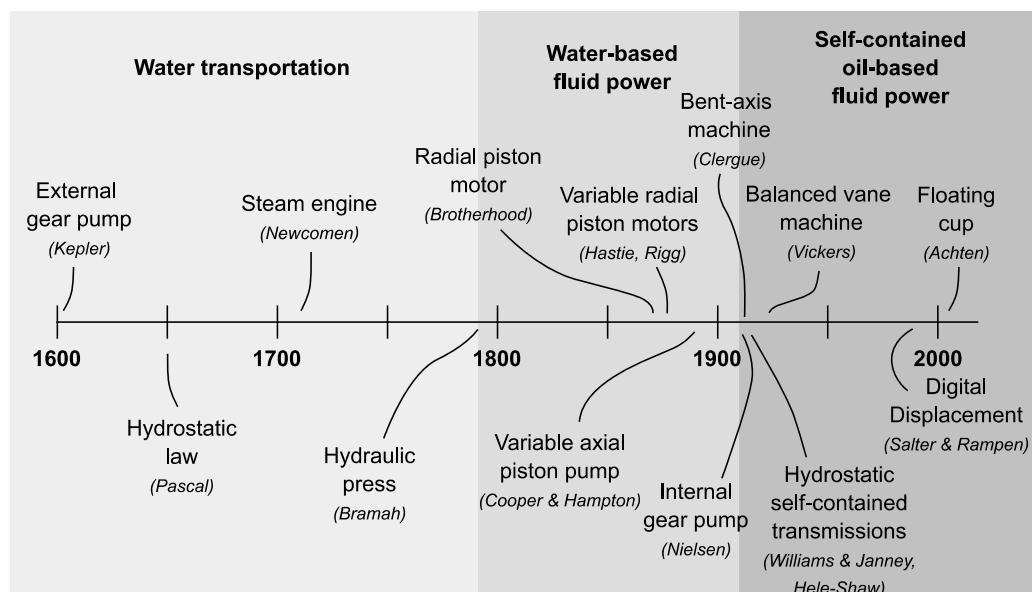 Water transportation
Water-based
fluid power
Self-contained
oil-based
fluid power
External
gear pump
(Kepler)
Steam engine
(Newcomen)
Radial piston
motor
(Brotherhood)
Variable radial
piston motors
(Hastie, Rigg)
Bent-axis
machine
(Clergue)
Balanced vane
machine
(Vickers)
Floating
cup
(Achten)
1600
1700
1800
1900
2000
Hydrostatic
law
(Pascal)
Hydraulic
press
(Bramah)
Variable axial
piston pump
(Cooper & Hampton)
Internal
gear pump
(Nielsen)
Hydrostatic
self-contained
transmissions
(Williams & Janney,
Hele-Shaw)
Digital
Displacement
(Salter & Rampen)